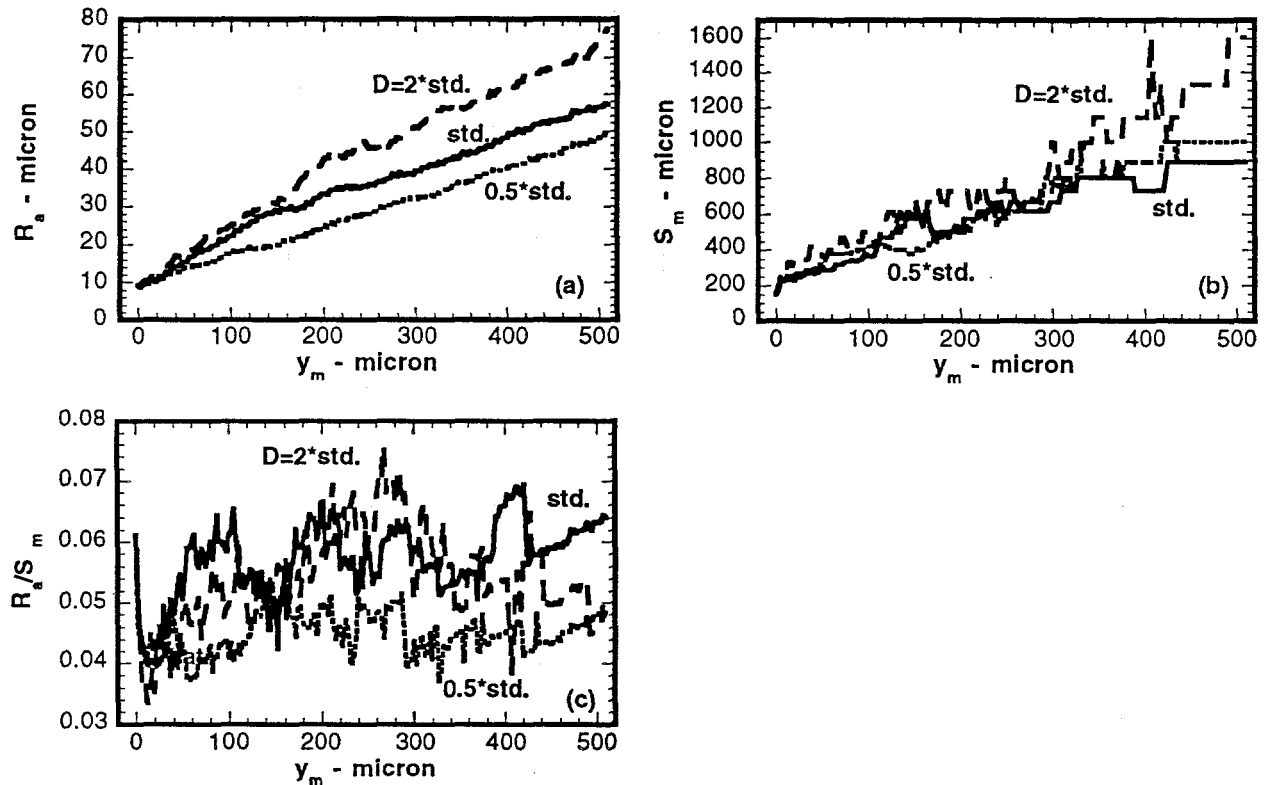 80
70
60
50
40
30
20
10
0
R_a - micron
D=2*std.
std.
0.5*std.
(a)
0 100 200 300 400 500
y_m - micron
1600
1400
1200
1000
800
600
400
200
0
S_m - micron
D=2*std.
std.
0.5*std.
(b)
0 100 200 300 400 500
y_m - micron
0.08
0.07
0.06
0.05
0.04
0.03
R_a/S_m
D=2*std.
std.
0.5*std.
(c)
0 100 200 300 400 500
y_m - micron